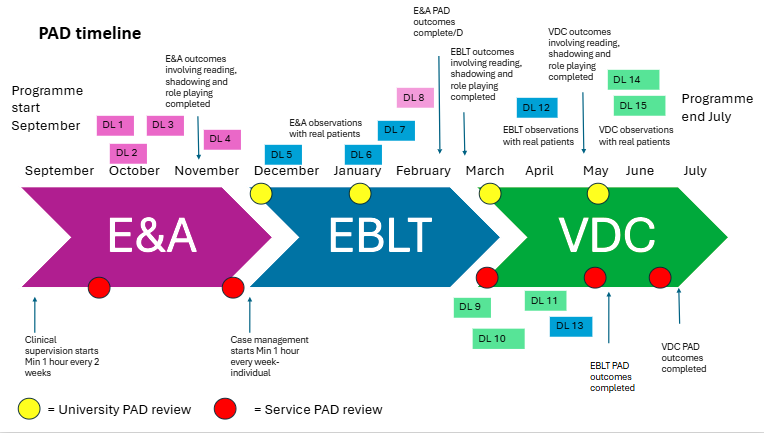 PAD timeline
E&A PAD
outcomes
complete/D
E&A outcomes
involving reading,
shadowing and
role playing
completed
EBLT outcomes
involving reading,
shadowing and
role playing
completed
VDC outcomes
involving reading,
shadowing and
role playing
completed
Programme
start
September
DL 1
DL 3
DL 2
DL 4
E&A observations
with real patients
DL 5
DL 6
DL 7
DL 8
DL 12
EBLT observations
with real patients
DL 14
DL 15
VDC observations
with real patients
Programme
end July
September
October
November
December
January
February
March
April
May
June
July
E&A
EBLT
VDC
DL 9
DL 10
DL 11
DL 13
Clinical
supervision starts
Min 1 hour every 2
weeks
Case management
starts Min 1 hour
every week-
individual
EBLT PAD
outcomes
completed
VDC PAD
outcomes
completed
= University PAD review
= Service PAD review